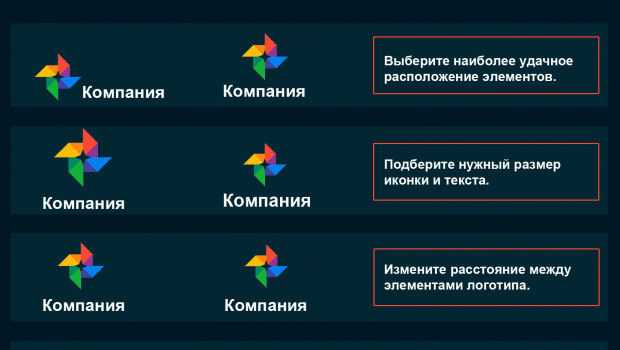 Компания
Компания
Выберите наиболее удачное
расположение элементов.
Компания
Компания
Подберите нужный размер
иконки и текста.
Компания
Компания
Измените расстояние между
элементами логотипа.